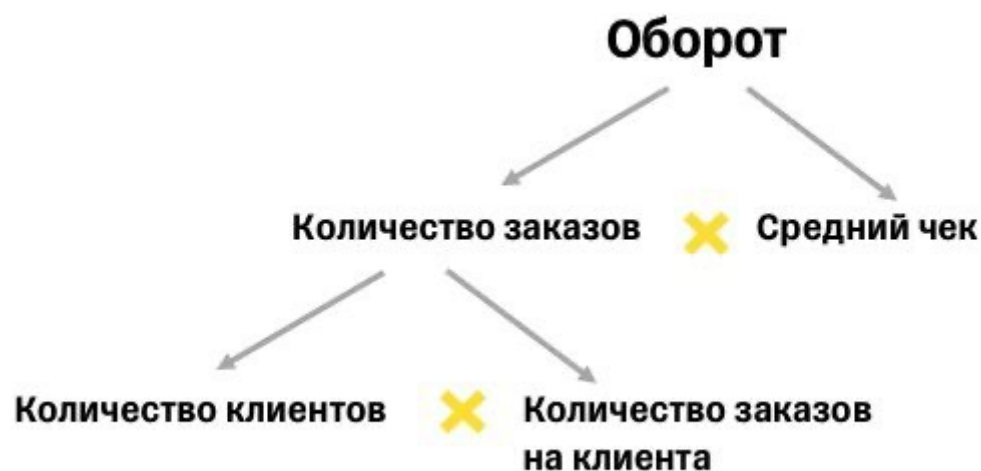 Оборот
Количество заказов
Средний чек
Количество клиентов
Количество заказов
на клиента